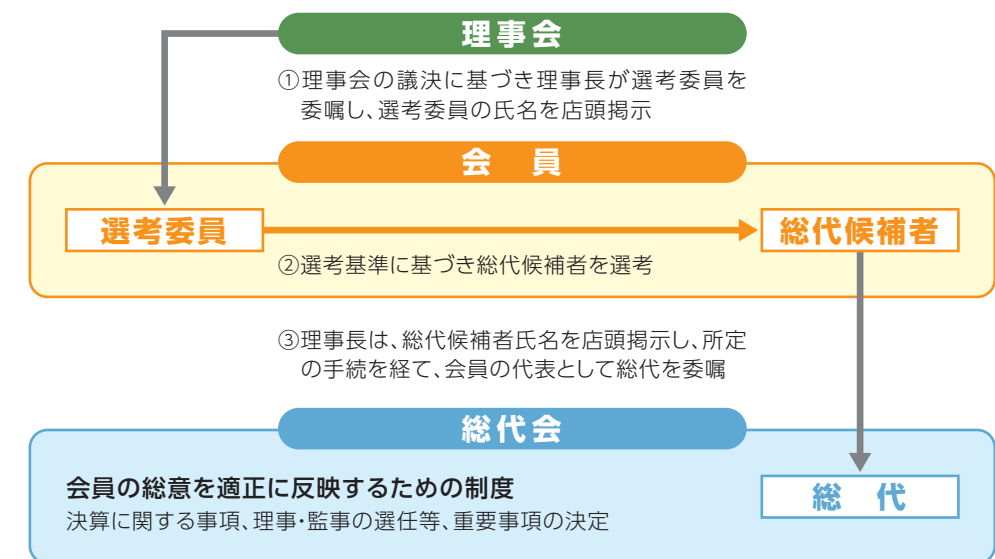 理事会
①理事会の議決に基づき理事長が選考委員を
委嘱し、選考委員の氏名を店頭掲示
会　員
選考委員
総代候補者
②選考基準に基づき総代候補者を選考
③理事長は、総代候補者氏名を店頭掲示し、所定
の手続を経て、会員の代表として総代を委嘱
総代会
会員の総意を適正に反映するための制度
決算に関する事項、理事・監事の選任等、重要事項の決定
総　代